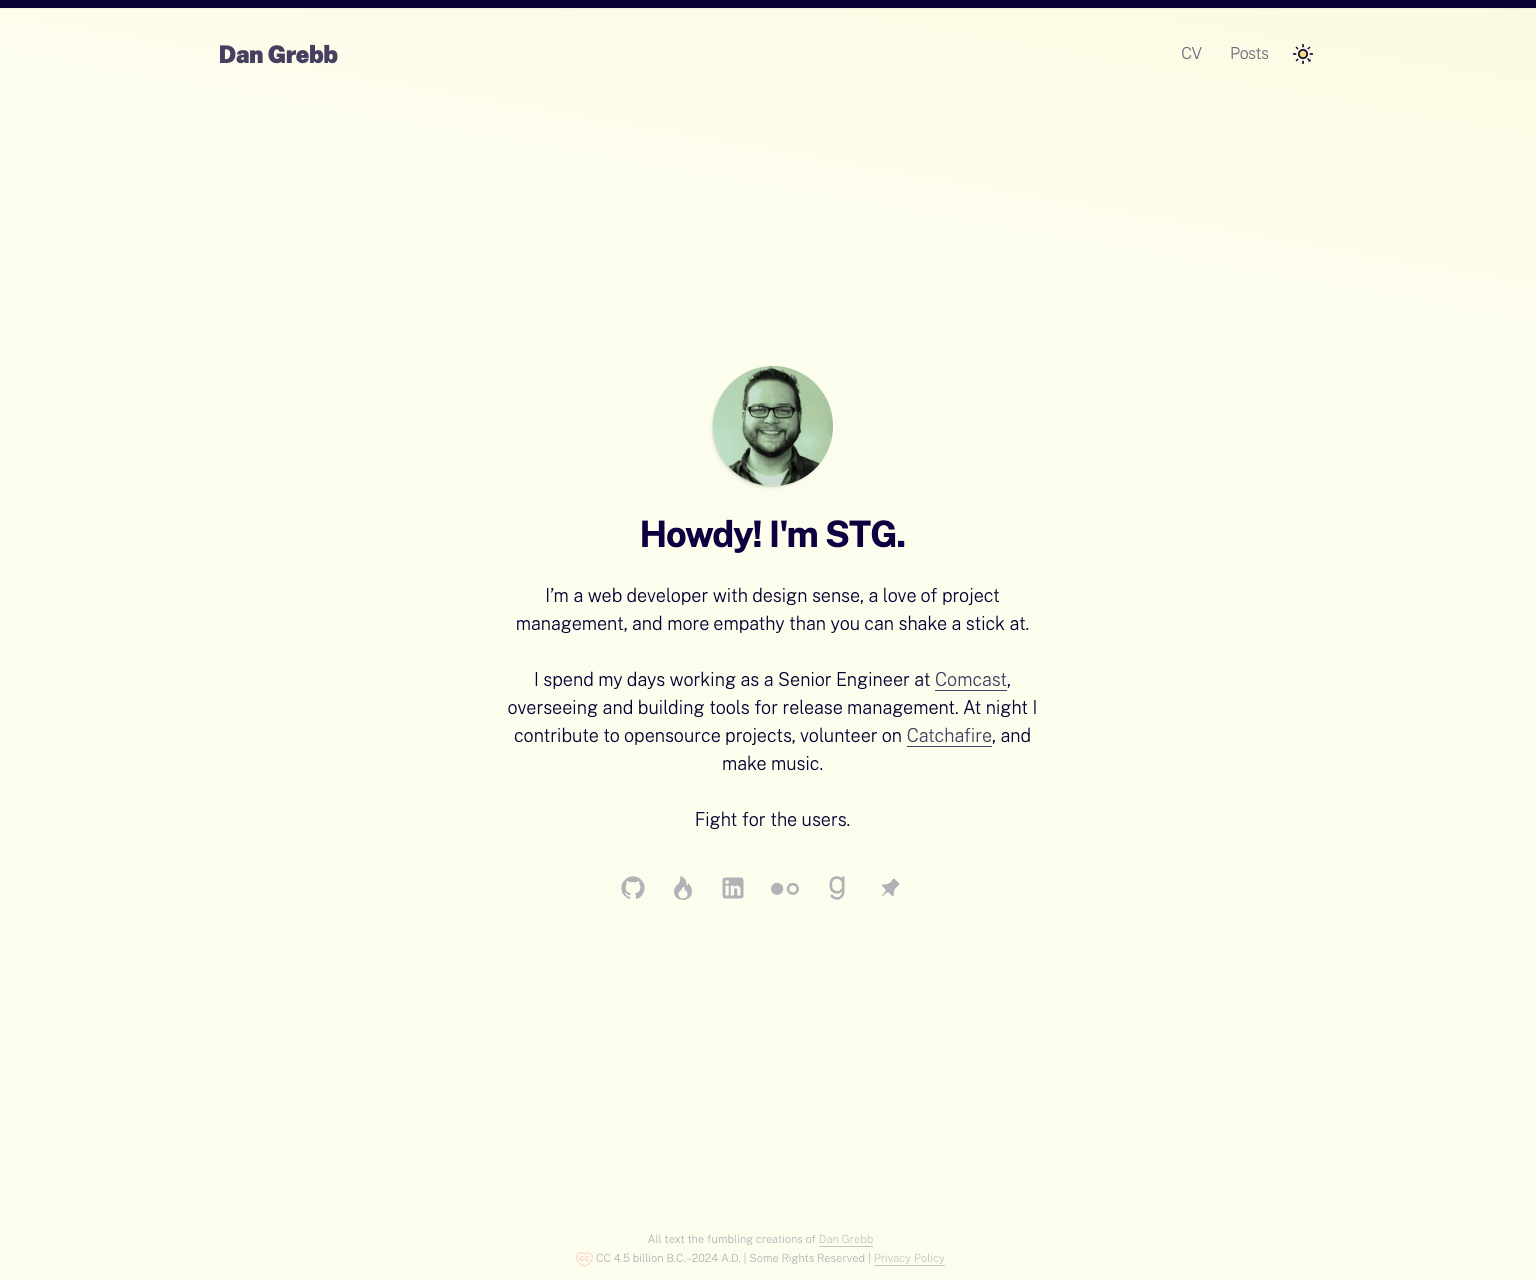 Dan Grebb
CV Posts
Howdy! I'm STG.
I’m a web developer with design sense, a love of project
management, and more empathy than you can shake a stick at.
I spend my days working as a Senior Engineer at Comcast,
overseeing and building tools for release management. At night I
contribute to opensource projects, volunteer on Catchafire, and
make music.
Fight for the users.
All text the fumbling creations of Dan Grebb
CC 4.5 billion B.C.–2024 A.D. | Some Rights Reserved | Privacy Policy